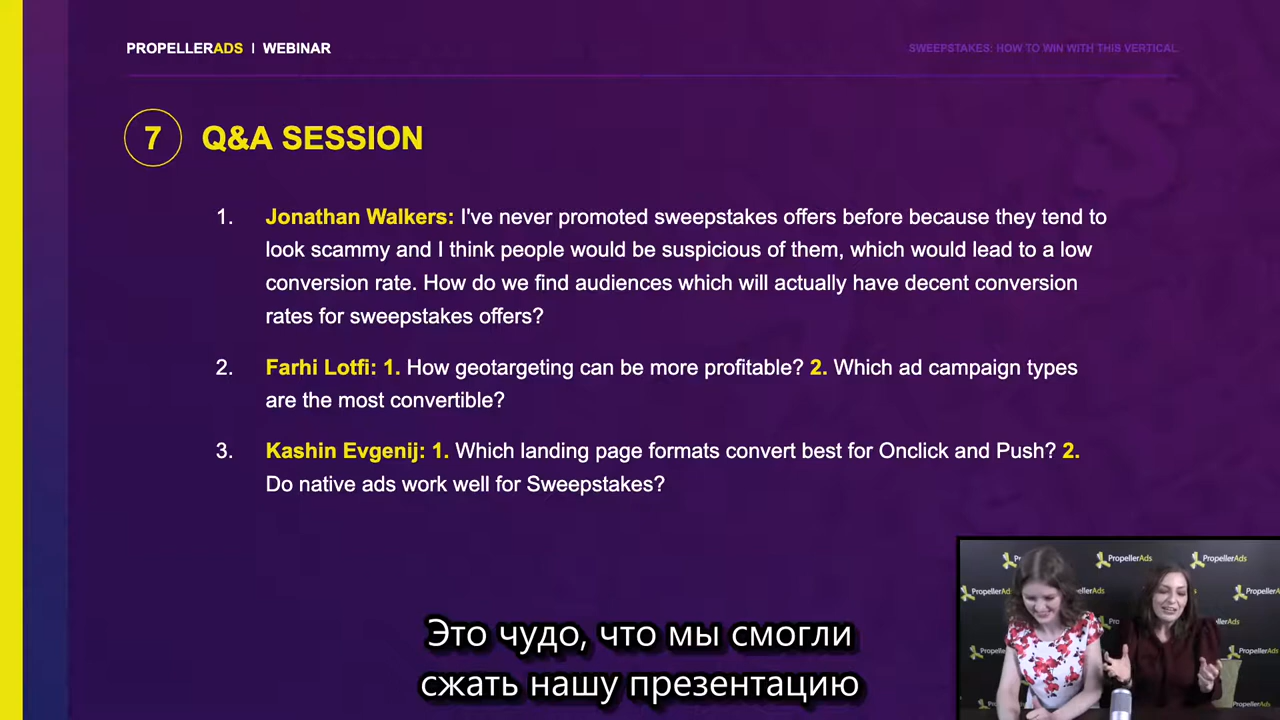 PROPELLERADS | WEBINAR
SWEEPSTAKES: HOW TO WIN WITH THIS VERTICAL
7 Q&A SESSION
1. Jonathan Walkers: I've never promoted sweepstakes offers before because they tend to
look scammy and I think people would be suspicious of them, which would lead to a low
conversion rate. How do we find audiences which will actually have decent conversion
rates for sweepstakes offers?
2. Farhi Lotfi: 1. How geotargeting can be more profitable? 2. Which ad campaign types
are the most convertible?
3. Kashin Evgenij: 1. Which landing page formats convert best for Onclick and Push? 2.
Do native ads work well for Sweepstakes?
PropellerAds
PropellerAds
PropellerAds
PropellerAds
Это чудо, что мы смогли
сжать нашу презентацию